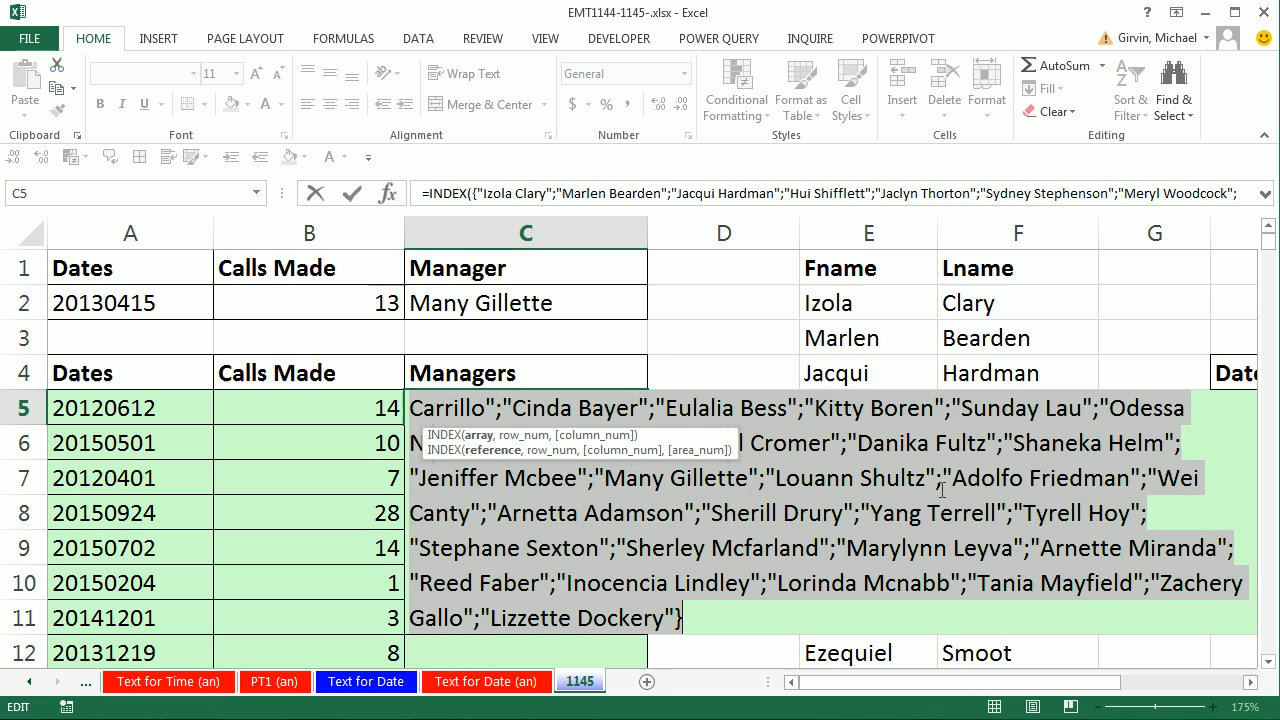 EMT1144-1145-.xlsx - Excel
FILE HOME INSERT PAGE LAYOUT FORMULAS DATA REVIEW VIEW DEVELOPER POWER QUERY INQUIRE POWERPIVOT Girvin, Michael
Paste
Clipboard
11
B I U A
Font
Wrap Text
Merge & Center
Alignment
General
$ % ,
Number
Conditional Formatting
Format as Table
Cell Styles
Styles
Insert Delete Format
Cells
AutoSum
Fill
Clear
Sort & Filter
Find & Select
Editing
C5 fx =INDEX({"Izola Clary";"Marlen Bearden";"Jacqui Hardman";"Hui Shifflett";"Jaclyn Thorton";"Sydney Stephenson";"Meryl Woodcock";
A B C D E F G
1 Dates Calls Made Manager Fname Lname
2 20130415 13 Many Gillette Izola Clary
3 Marlen Bearden
4 Dates Calls Made Managers Jacqui Hardman Date
5 20120612 14 Carrillo";"Cinda Bayer";"Eulalia Bess";"Kitty Boren";"Sunday Lau";"Odessa
INDEX(array, row_num, [column_num])
INDEX(reference, row_num, [column_num], [area_num])
6 20150501 10 Cromer";"Danika Fultz";"Shaneka Helm";
7 20120401 7 "Jeniffer Mcbee";"Many Gillette";"Louann Shultz";"Adolfo Friedman";"Wei
8 20150924 28 Canty";"Arnetta Adamson";"Sherill Drury";"Yang Terrell";"Tyrell Hoy";
9 20150702 14 "Stephane Sexton";"Sherley Mcfarland";"Marylynn Leyva";"Arnette Miranda";
10 20150204 1 "Reed Faber";"Inocencia Lindley";"Lorinda Mcnabb";"Tania Mayfield";"Zachery
11 20141201 3 Gallo";"Lizzette Dockery"}
12 20131219 8 Ezequiel Smoot
... Text for Time (an) PT1 (an) Text for Date Text for Date (an) 1145
EDIT 175%